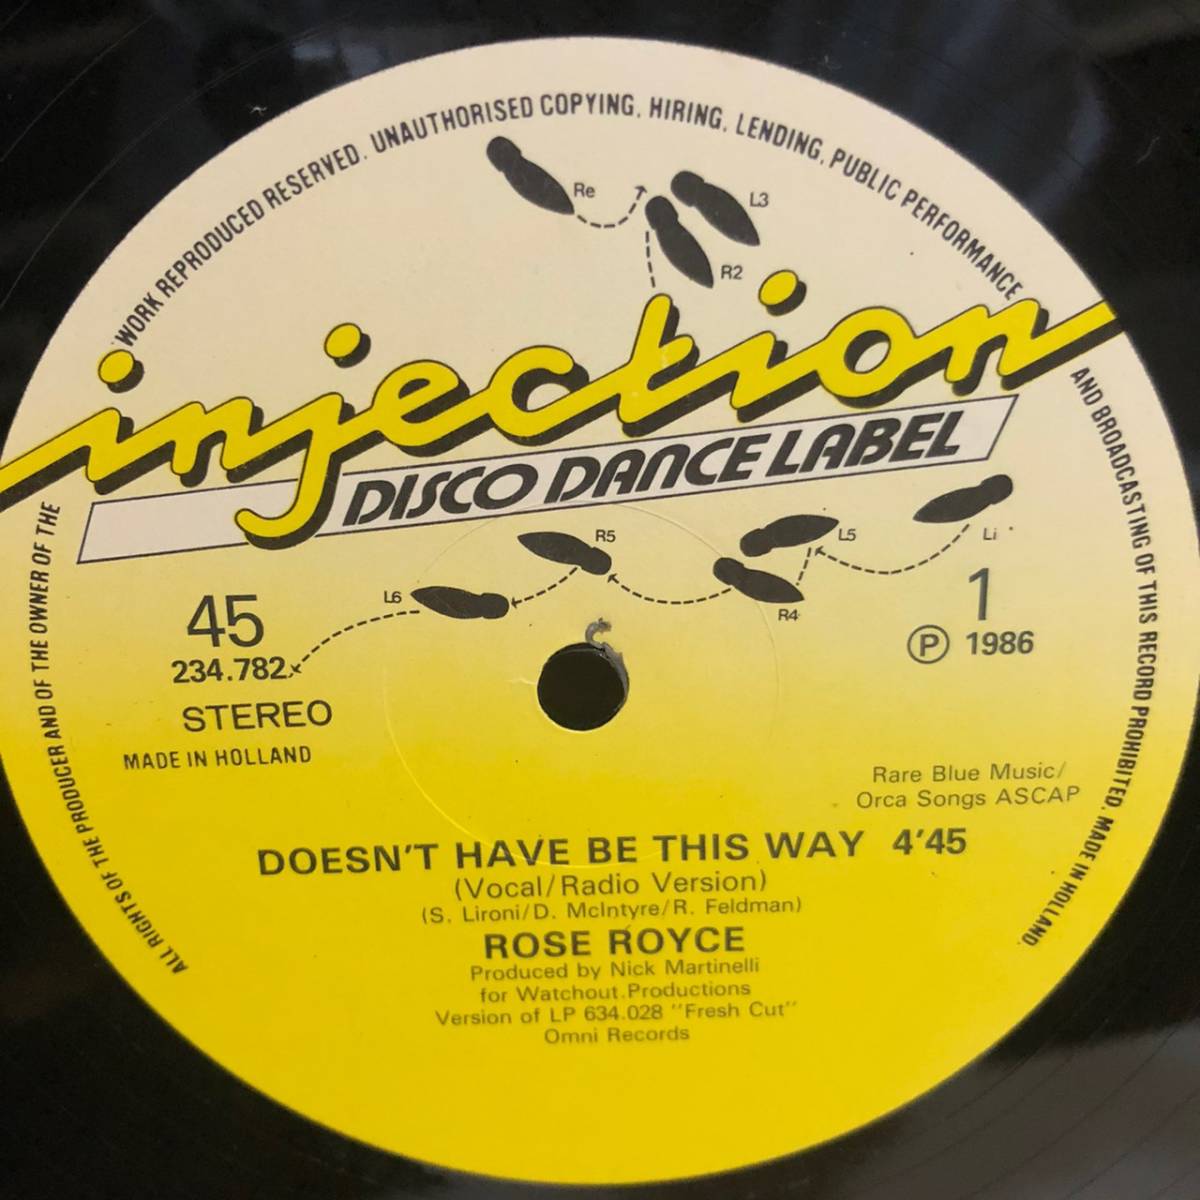 WORK REPRODUCED RESERVED. UNAUTHORISED COPYING, HIRING, LENDING, PUBLIC PERFORMANCE
AND BROADCASTING OF THIS RECORD PROHIBITED. MADE IN HOLLAND.
ALL RIGHTS OF THE PRODUCER AND OF THE OWNER OF THE
Re
L3
R2
injection
DISCO DANCE LABEL
R5
L5
Li
L6
R4
45
1
234.782
Ⓟ 1986
STEREO
MADE IN HOLLAND
Rare Blue Music/
Orca Songs ASCAP
DOESN'T HAVE BE THIS WAY 4'45
(Vocal/Radio Version)
(S. Lironi/D. McIntyre/R. Feldman)
ROSE ROYCE
Produced by Nick Martinelli
for Watchout Productions
Version of LP 634.028 "Fresh Cut"
Omni Records